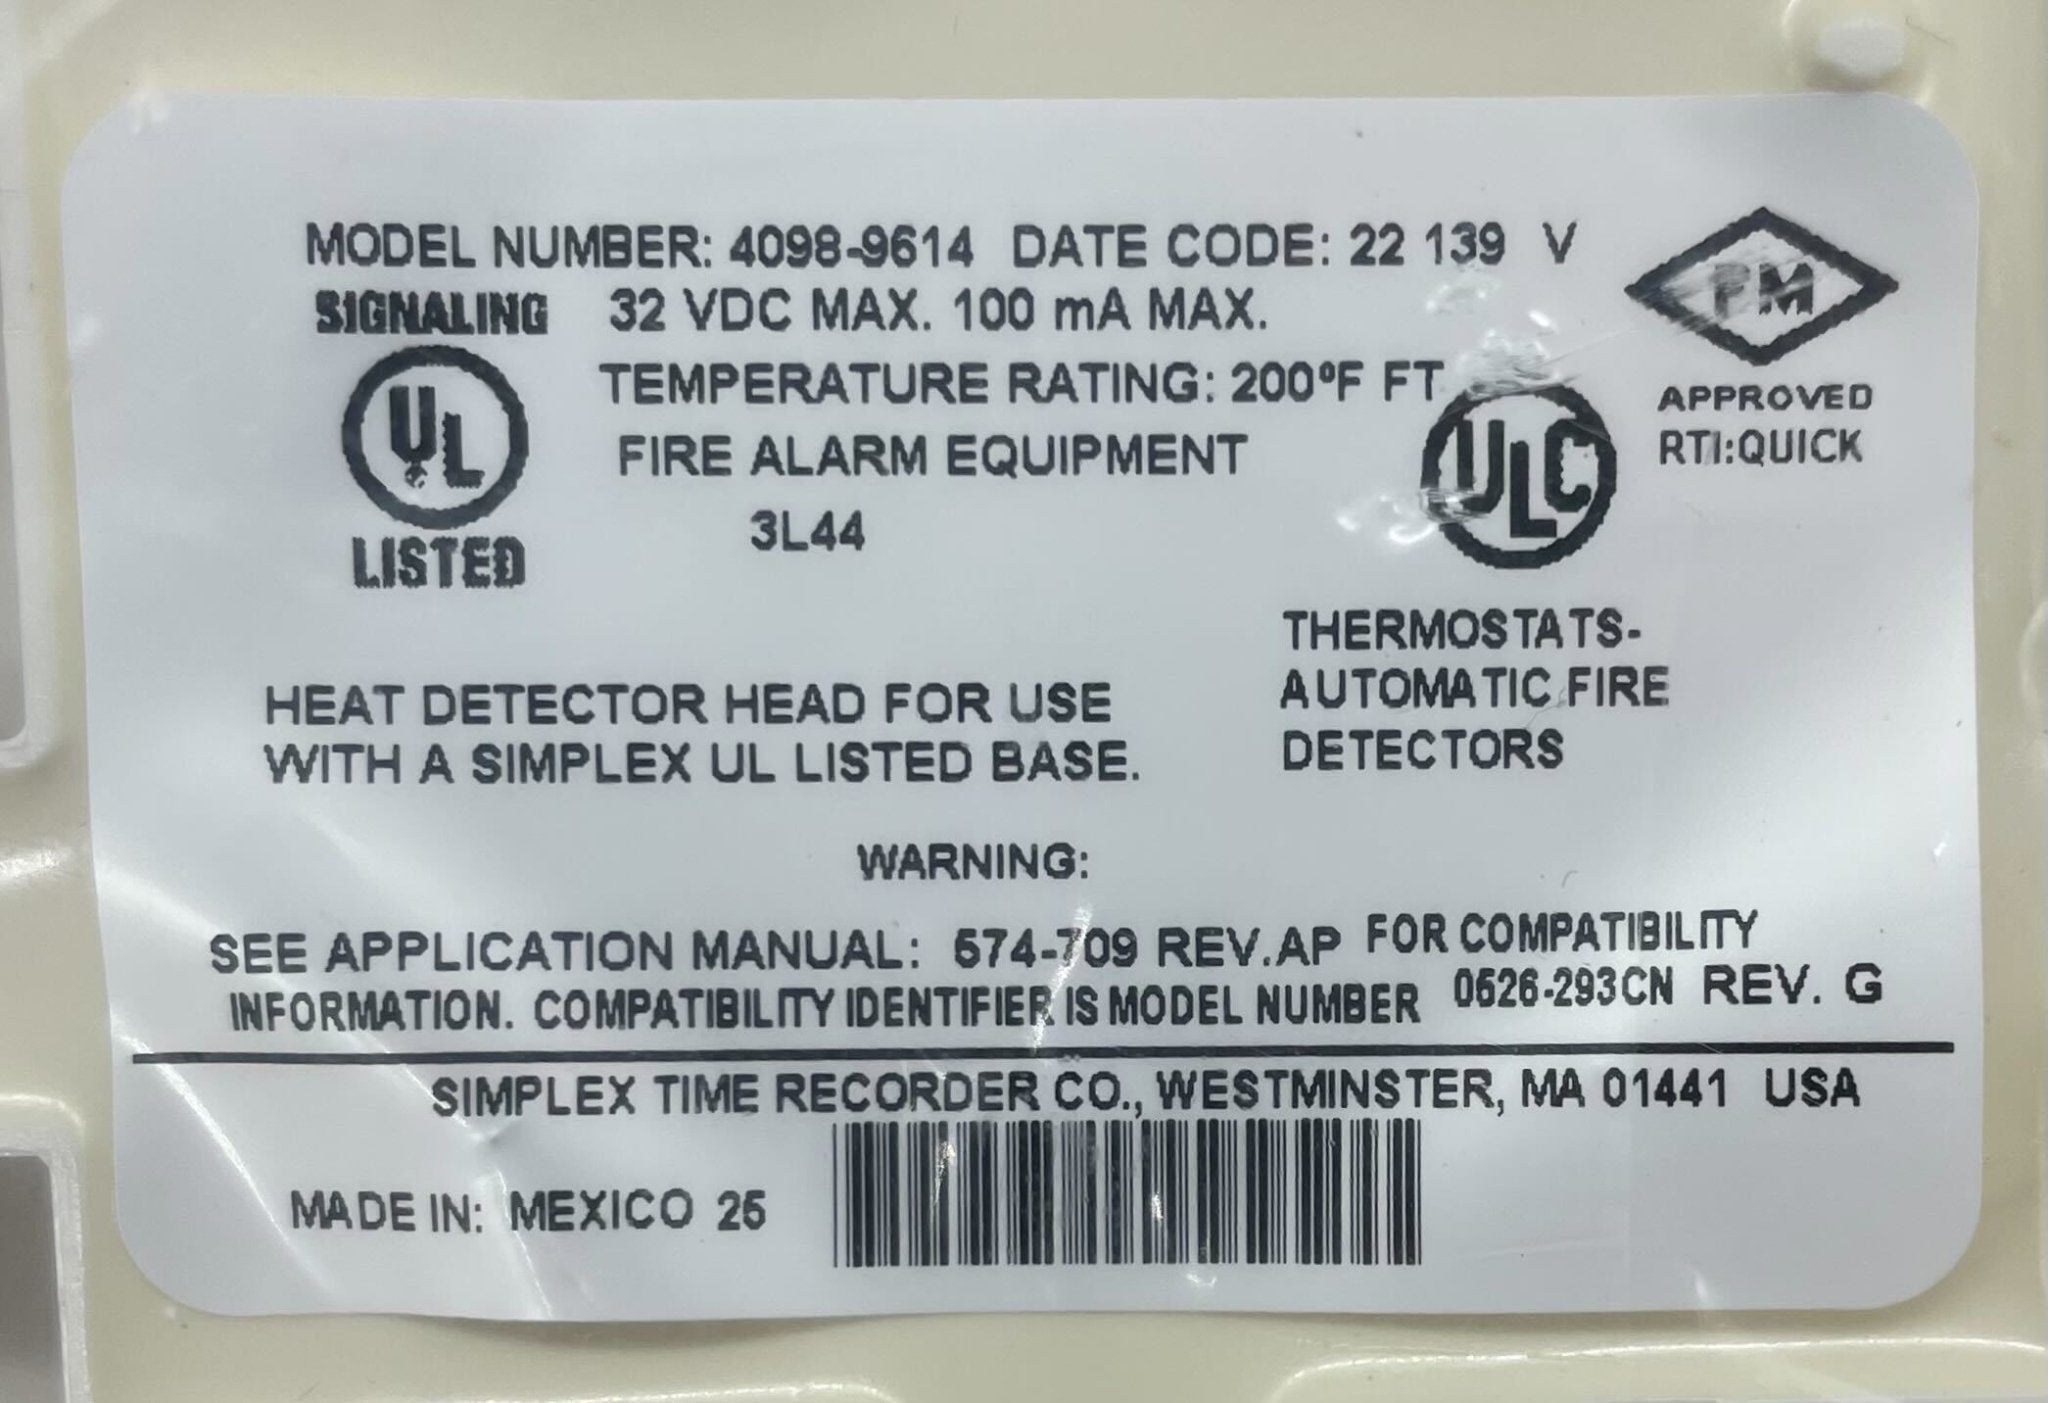 MODEL NUMBER: 4098-9614 DATE CODE: 22 139 V
SIGNALING 32 VDC MAX. 100 mA MAX.
FM
TEMPERATURE RATING: 200ºF FT
APPROVED
UL
FIRE ALARM EQUIPMENT
ULC
RTI:QUICK
3L44
LISTED
THERMOSTATS-
AUTOMATIC FIRE
DETECTORS
HEAT DETECTOR HEAD FOR USE
WITH A SIMPLEX UL LISTED BASE.
WARNING:
SEE APPLICATION MANUAL: 574-709 REV.AP FOR COMPATIBILITY
INFORMATION. COMPATIBILITY IDENTIFIER IS MODEL NUMBER 0526-293CN REV. G
SIMPLEX TIME RECORDER CO., WESTMINSTER, MA 01441 USA
MADE IN: MEXICO 25